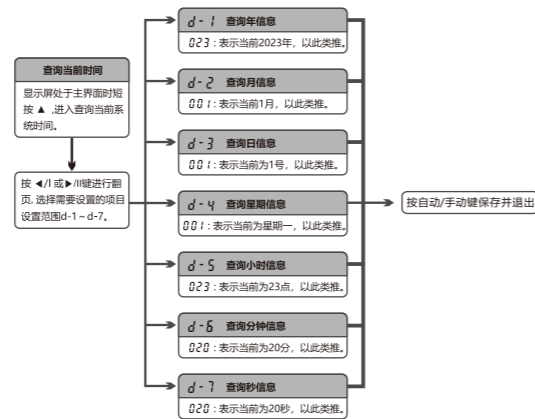 查询当前时间
显示屏处于主界面时短
按 ▲ ,进入查询当前系
统时间。
按 ◀/I 或▶/II键进行翻
页, 选择需要设置的项目
设置范围d-1～d-7。
d-1 查询年信息
023：表示当前2023年，以此类推。
d-2 查询月信息
001：表示当前1月，以此类推。
d-3 查询日信息
001：表示当前为1号，以此类推。
d-4 查询星期信息
001：表示当前为星期一，以此类推。
d-5 查询小时信息
023：表示当前为23点，以此类推。
d-6 查询分钟信息
020：表示当前为20分，以此类推。
d-7 查询秒信息
020：表示当前为20秒，以此类推。
按自动/手动键保存并退出